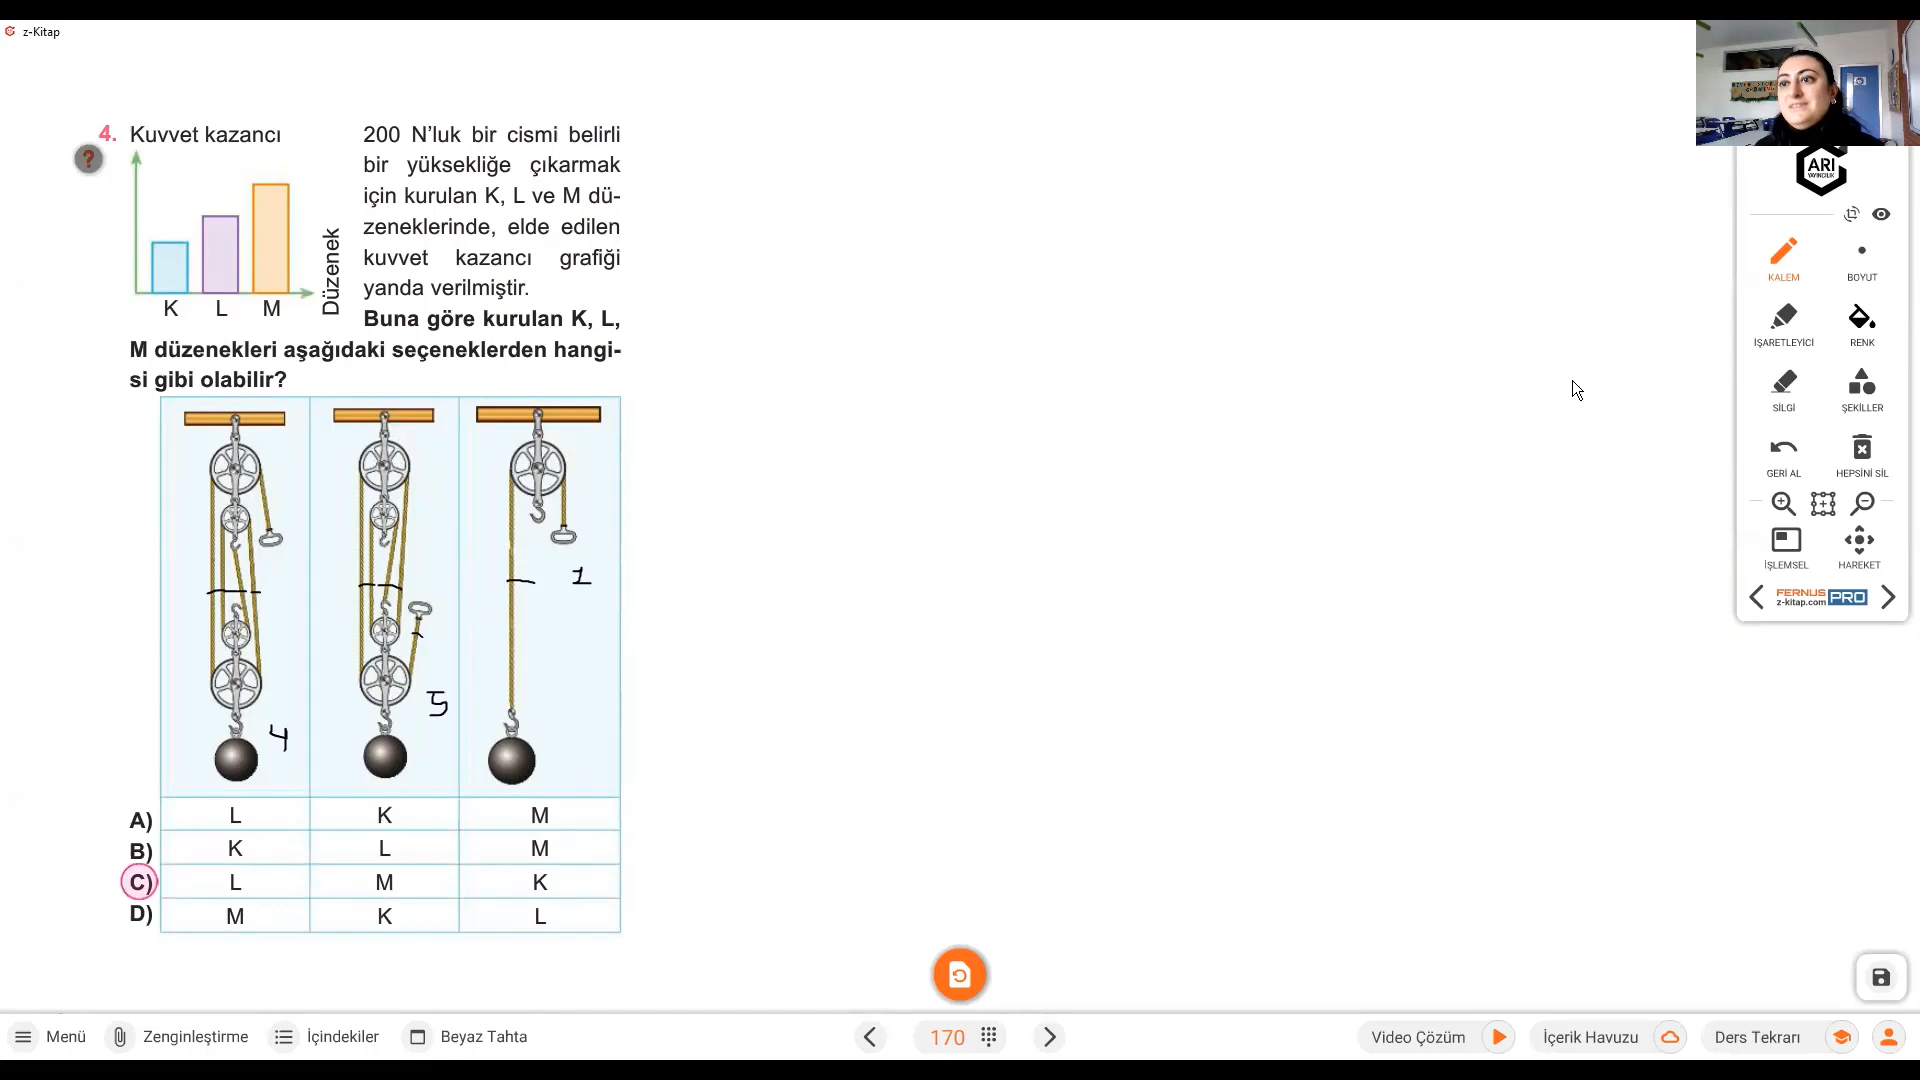 z-Kitap
4. Kuvvet kazancı
K L M
Düzenek
200 N’luk bir cismi belirli
bir yüksekliğe çıkarmak
için kurulan K, L ve M dü-
zeneklerinde, elde edilen
kuvvet kazancı grafiği
yanda verilmiştir.
Buna göre kurulan K, L,
M düzenekleri aşağıdaki seçeneklerden hangi-
si gibi olabilir?
4
5
1
A) L K M
B) K L M
C) L M K
D) M K L
ARI
YAYINCILIK
KALEM BOYUT
İŞARETLEYİCİ RENK
SİLGİ ŞEKİLLER
GERİ AL HEPSİNİ SİL
İŞLEMSEL HAREKET
FERNUS
z-kitap.com PRO
Menü Zenginleştirme İçindekiler Beyaz Tahta 170 Video Çözüm İçerik Havuzu Ders Tekrarı